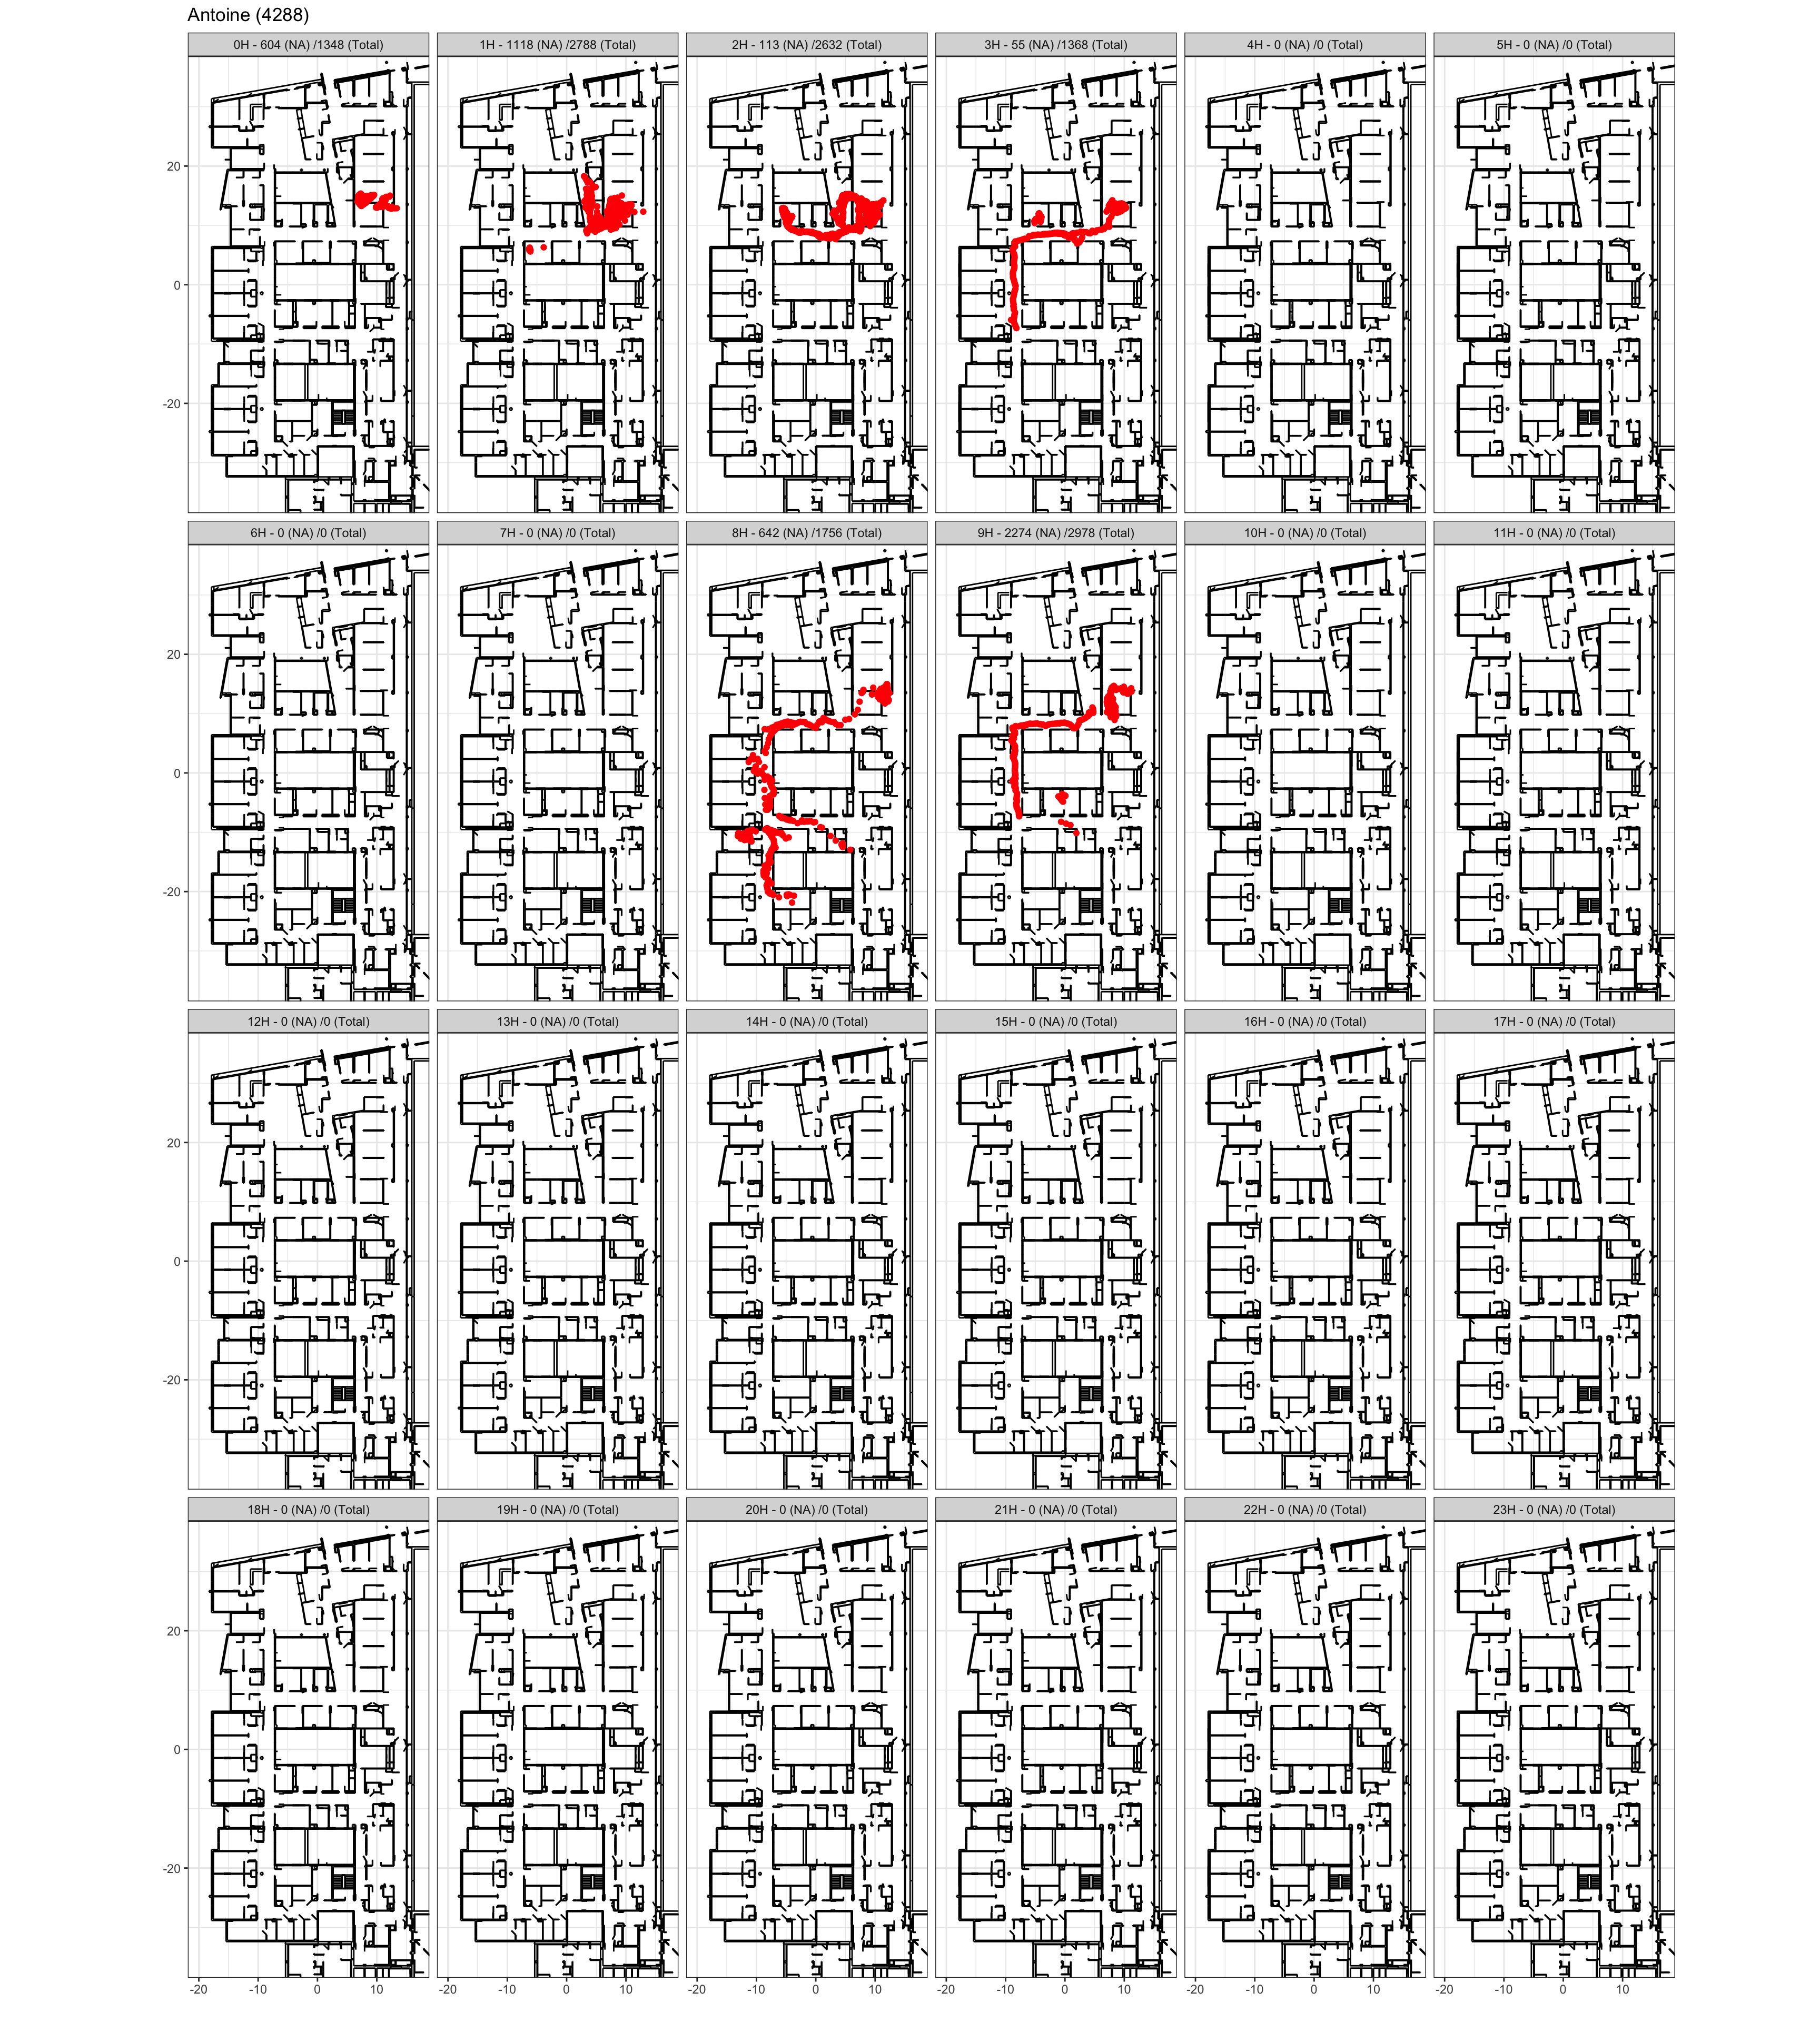 Antoine (4288)
0H - 604 (NA) /1348 (Total) 1H - 1118 (NA) /2788 (Total) 2H - 113 (NA) /2632 (Total) 3H - 55 (NA) /1368 (Total) 4H - 0 (NA) /0 (Total) 5H - 0 (NA) /0 (Total)
20
0
-20
6H - 0 (NA) /0 (Total) 7H - 0 (NA) /0 (Total) 8H - 642 (NA) /1756 (Total) 9H - 2274 (NA) /2978 (Total) 10H - 0 (NA) /0 (Total) 11H - 0 (NA) /0 (Total)
20
0
-20
12H - 0 (NA) /0 (Total) 13H - 0 (NA) /0 (Total) 14H - 0 (NA) /0 (Total) 15H - 0 (NA) /0 (Total) 16H - 0 (NA) /0 (Total) 17H - 0 (NA) /0 (Total)
20
0
-20
18H - 0 (NA) /0 (Total) 19H - 0 (NA) /0 (Total) 20H - 0 (NA) /0 (Total) 21H - 0 (NA) /0 (Total) 22H - 0 (NA) /0 (Total) 23H - 0 (NA) /0 (Total)
20
0
-20
-20 -10 0 10 -20 -10 0 10 -20 -10 0 10 -20 -10 0 10 -20 -10 0 10 -20 -10 0 10